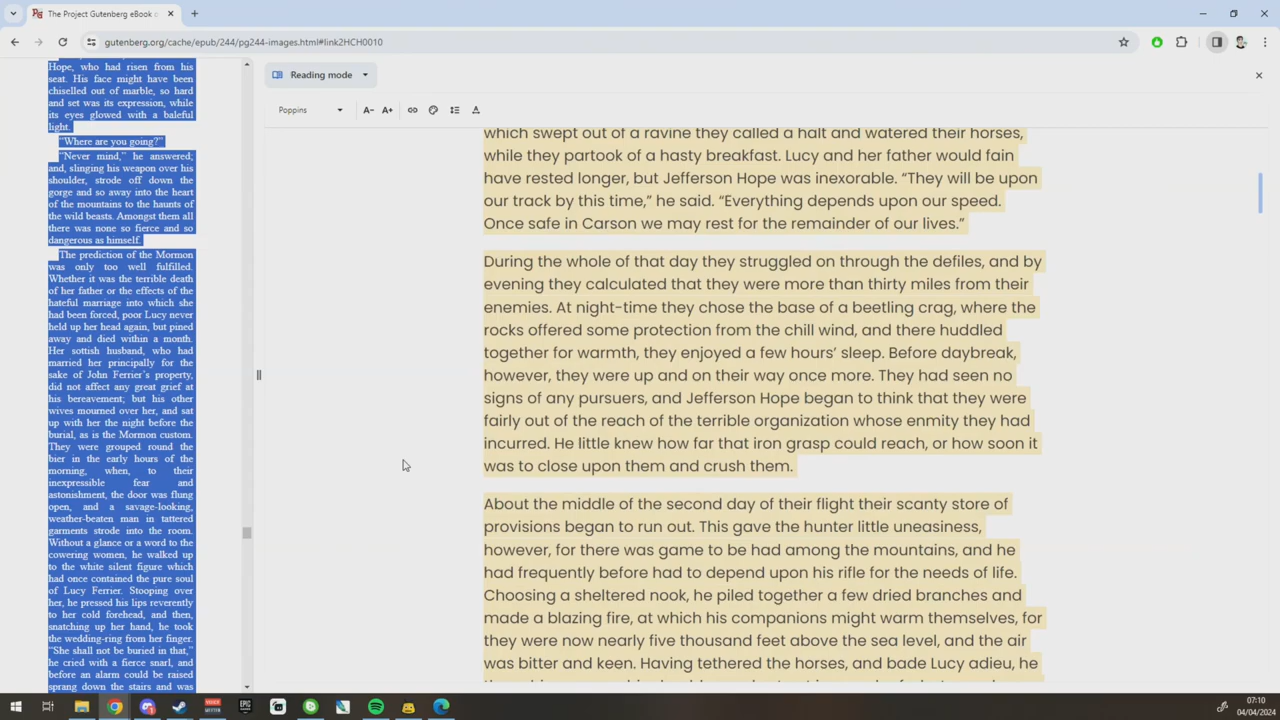 The Project Gutenberg eBook o
gutenberg.org/cache/epub/244/pg244-images.html#link2HCH0010
Hope, who had risen from his
seat. His face might have been
chiselled out of marble, so hard
and set was its expression, while
its eyes glowed with a baleful
light.
“Where are you going?”
“Never mind,” he answered;
and, slinging his weapon over his
shoulder, strode off down the
gorge and so away into the heart
of the mountains to the haunts of
the wild beasts. Amongst them all
there was none so fierce and so
dangerous as himself.
The prediction of the Mormon
was only too well fulfilled.
Whether it was the terrible death
of her father or the effects of the
hateful marriage into which she
had been forced, poor Lucy never
held up her head again, but pined
away and died within a month.
Her sottish husband, who had
married her principally for the
sake of John Ferrier’s property,
did not affect any great grief at
his bereavement; but his other
wives mourned over her, and sat
up with her the night before the
burial, as is the Mormon custom.
They were grouped round the
bier in the early hours of the
morning, when, to their
inexpressible fear and
astonishment, the door was flung
open, and a savage-looking,
weather-beaten man in tattered
garments strode into the room.
Without a glance or a word to the
cowering women, he walked up
to the white silent figure which
had once contained the pure soul
of Lucy Ferrier. Stooping over
her, he pressed his lips reverently
to her cold forehead, and then,
snatching up her hand, he took
the wedding-ring from her finger.
“She shall not be buried in that,”
he cried with a fierce snarl, and
before an alarm could be raised
sprang down the stairs and was
Reading mode
Poppins
A- A+
which swept out of a ravine they called a halt and watered their horses,
while they partook of a hasty breakfast. Lucy and her father would fain
have rested longer, but Jefferson Hope was inexorable. “They will be upon
our track by this time,” he said. “Everything depends upon our speed.
Once safe in Carson we may rest for the remainder of our lives.”
During the whole of that day they struggled on through the defiles, and by
evening they calculated that they were more than thirty miles from their
enemies. At night-time they chose the base of a beetling crag, where the
rocks offered some protection from the chill wind, and there huddled
together for warmth, they enjoyed a few hours’ sleep. Before daybreak,
however, they were up and on their way once more. They had seen no
signs of any pursuers, and Jefferson Hope began to think that they were
fairly out of the reach of the terrible organization whose enmity they had
incurred. He little knew how far that iron grasp could reach, or how soon it
was to close upon them and crush them.
About the middle of the second day of their flight their scanty store of
provisions began to run out. This gave the hunter little uneasiness,
however, for there was game to be had among the mountains, and he
had frequently before had to depend upon his rifle for the needs of life.
Choosing a sheltered nook, he piled together a few dried branches and
made a blazing fire, at which his companions might warm themselves, for
they were now nearly five thousand feet above the sea level, and the air
was bitter and keen. Having tethered the horses, and bade Lucy adieu, he
07:10
04/04/2024